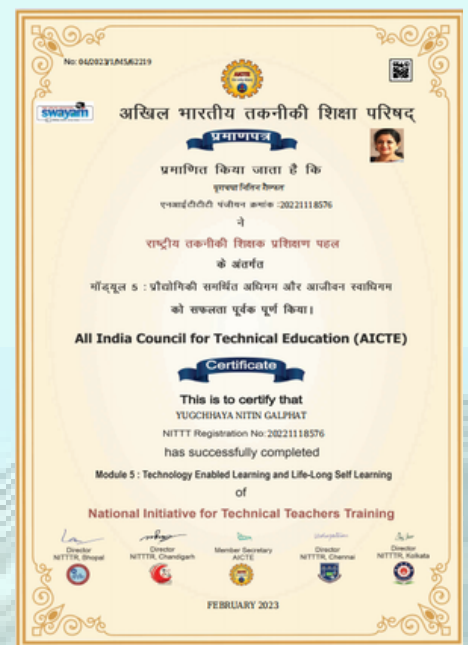 No: 04/2023/1/M5/62219
AICTE
swayam
अखिल भारतीय तकनीकी शिक्षा परिषद्
प्रमाणपत्र
प्रमाणित किया जाता है कि
एनआईटीटीटी पंजीयन क्रमांक :20221118576
ने
राष्ट्रीय तकनीकी शिक्षक प्रशिक्षण पहल
के अंतर्गत
मॉड्यूल 5 : प्रौद्योगिकी समर्थित अधिगम और आजीवन स्वाधिगम
को सफलता पूर्वक पूर्ण किया।
All India Council for Technical Education (AICTE)
Certificate
This is to certify that
YUGCHHAYA NITIN GALPHAT
NITTT Registration No: 20221118576
has successfully completed
Module 5 : Technology Enabled Learning and Life-Long Self Learning
of
National Initiative for Technical Teachers Training
Director Director Member Secretary Director Director
NITTTR, Bhopal NITTTR, Chandigarh AICTE NITTTR, Chennai NITTTR, Kolkata
FEBRUARY 2023